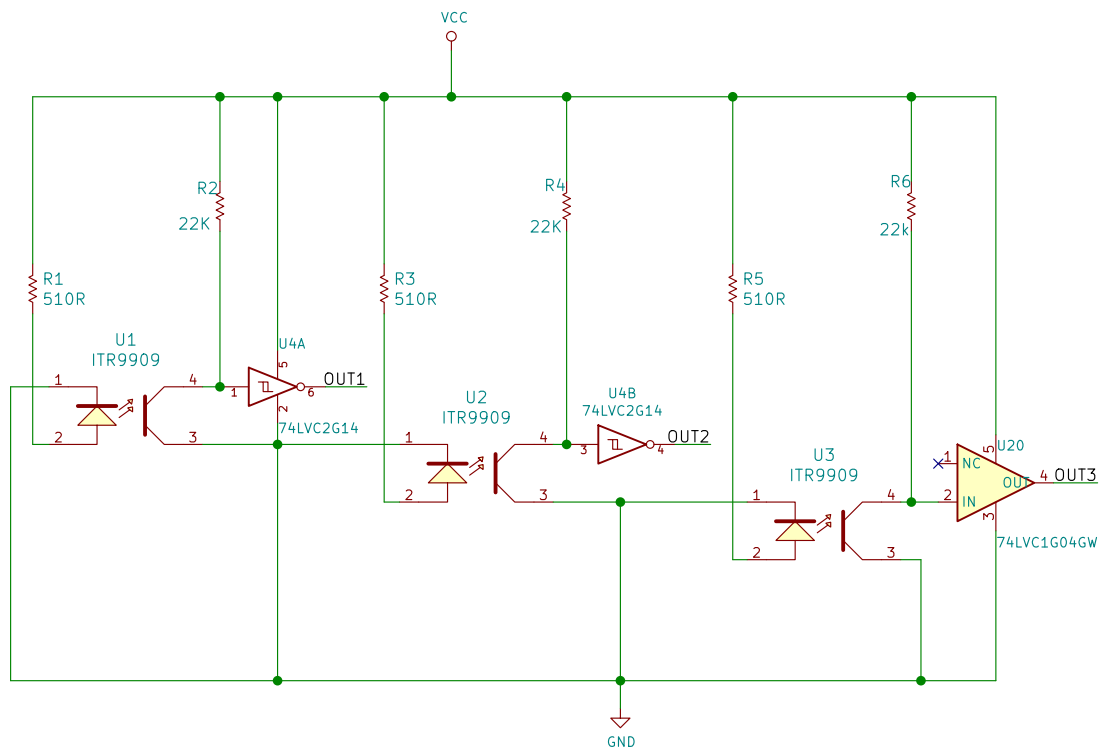 VCC
R2
22K
R4
22K
R6
22k
R1
510R
R3
510R
R5
510R
U1
ITR9909
1
2
4
3
U4A
1
5
2
6
OUT1
74LVC2G14
U2
ITR9909
1
2
4
3
U4B
74LVC2G14
3
4
OUT2
U3
ITR9909
1
2
4
3
U20
1
NC
2
IN
5
3
OUT
4
OUT3
74LVC1G04GW
GND